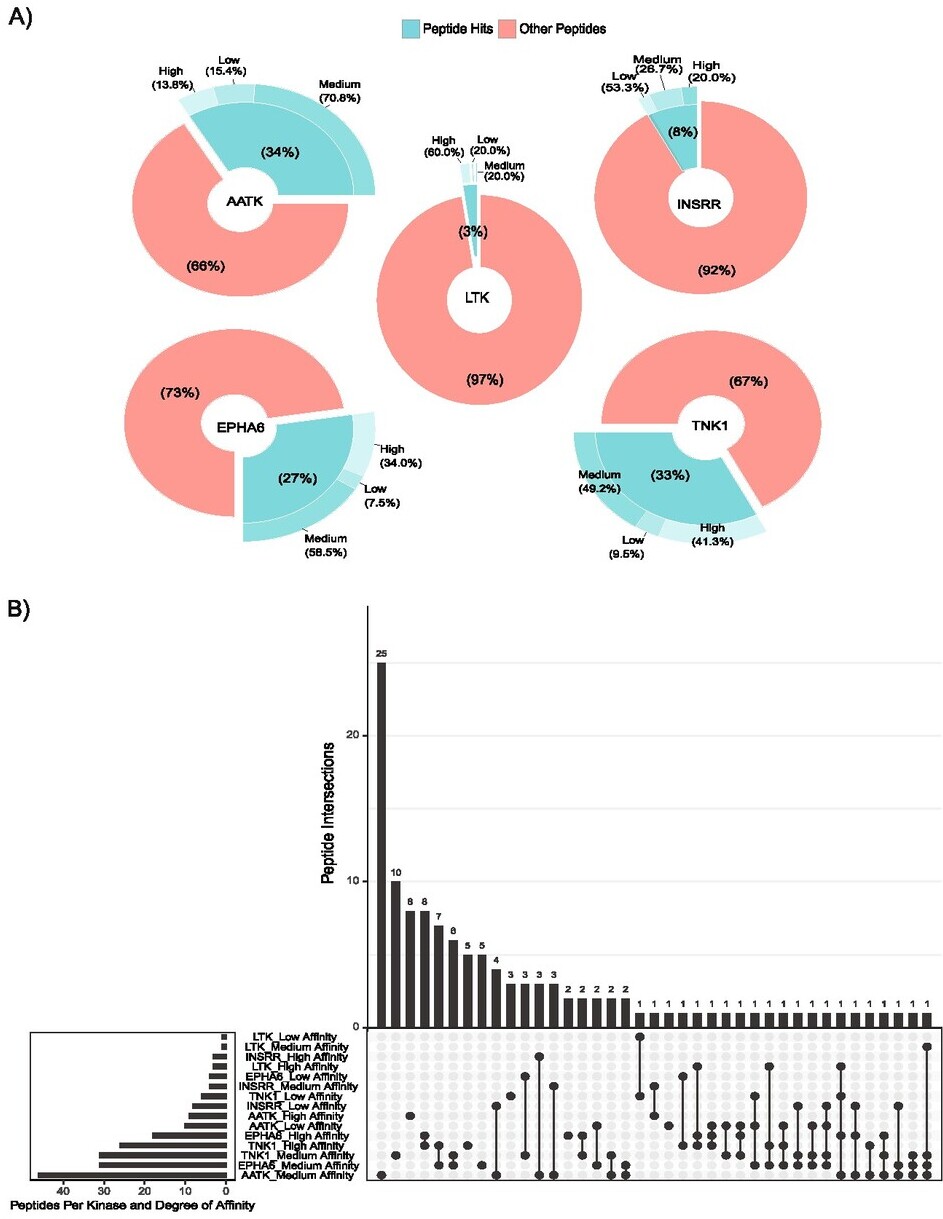 A)
Peptide Hits Other Peptides
High
(13.8%)
Low
(15.4%)
Medium
(70.8%)
(34%)
AATK
(66%)
High
(60.0%)
Low
(20.0%)
Medium
(20.0%)
(3%)
LTK
(97%)
Low
(53.3%)
Medium
(26.7%)
High
(20.0%)
(8%)
INSRR
(92%)
(73%)
EPHA6
(27%)
High
(34.0%)
Low
(7.5%)
Medium
(58.5%)
(67%)
TNK1
(33%)
Medium
(49.2%)
Low
(9.5%)
High
(41.3%)
B)
Peptide Intersections
20
10
0
25 10 8 8 7 6 5 5 4 3 3 3 3 2 2 2 2 2 1 1 1 1 1 1 1 1 1 1 1 1 1 1 1 1 1 1 1 1 1
LTK_Low Affinity
LTK_Medium Affinity
INSRR_High Affinity
LTK_High Affinity
EPHA6_Low Affinity
INSRR_Medium Affinity
TNK1_Low Affinity
INSRR_Low Affinity
AATK_High Affinity
AATK_Low Affinity
EPHA6_High Affinity
TNK1_High Affinity
TNK1_Medium Affinity
EPHA6_Medium Affinity
AATK_Medium Affinity
40 30 20 10 0
Peptides Per Kinase and Degree of Affinity